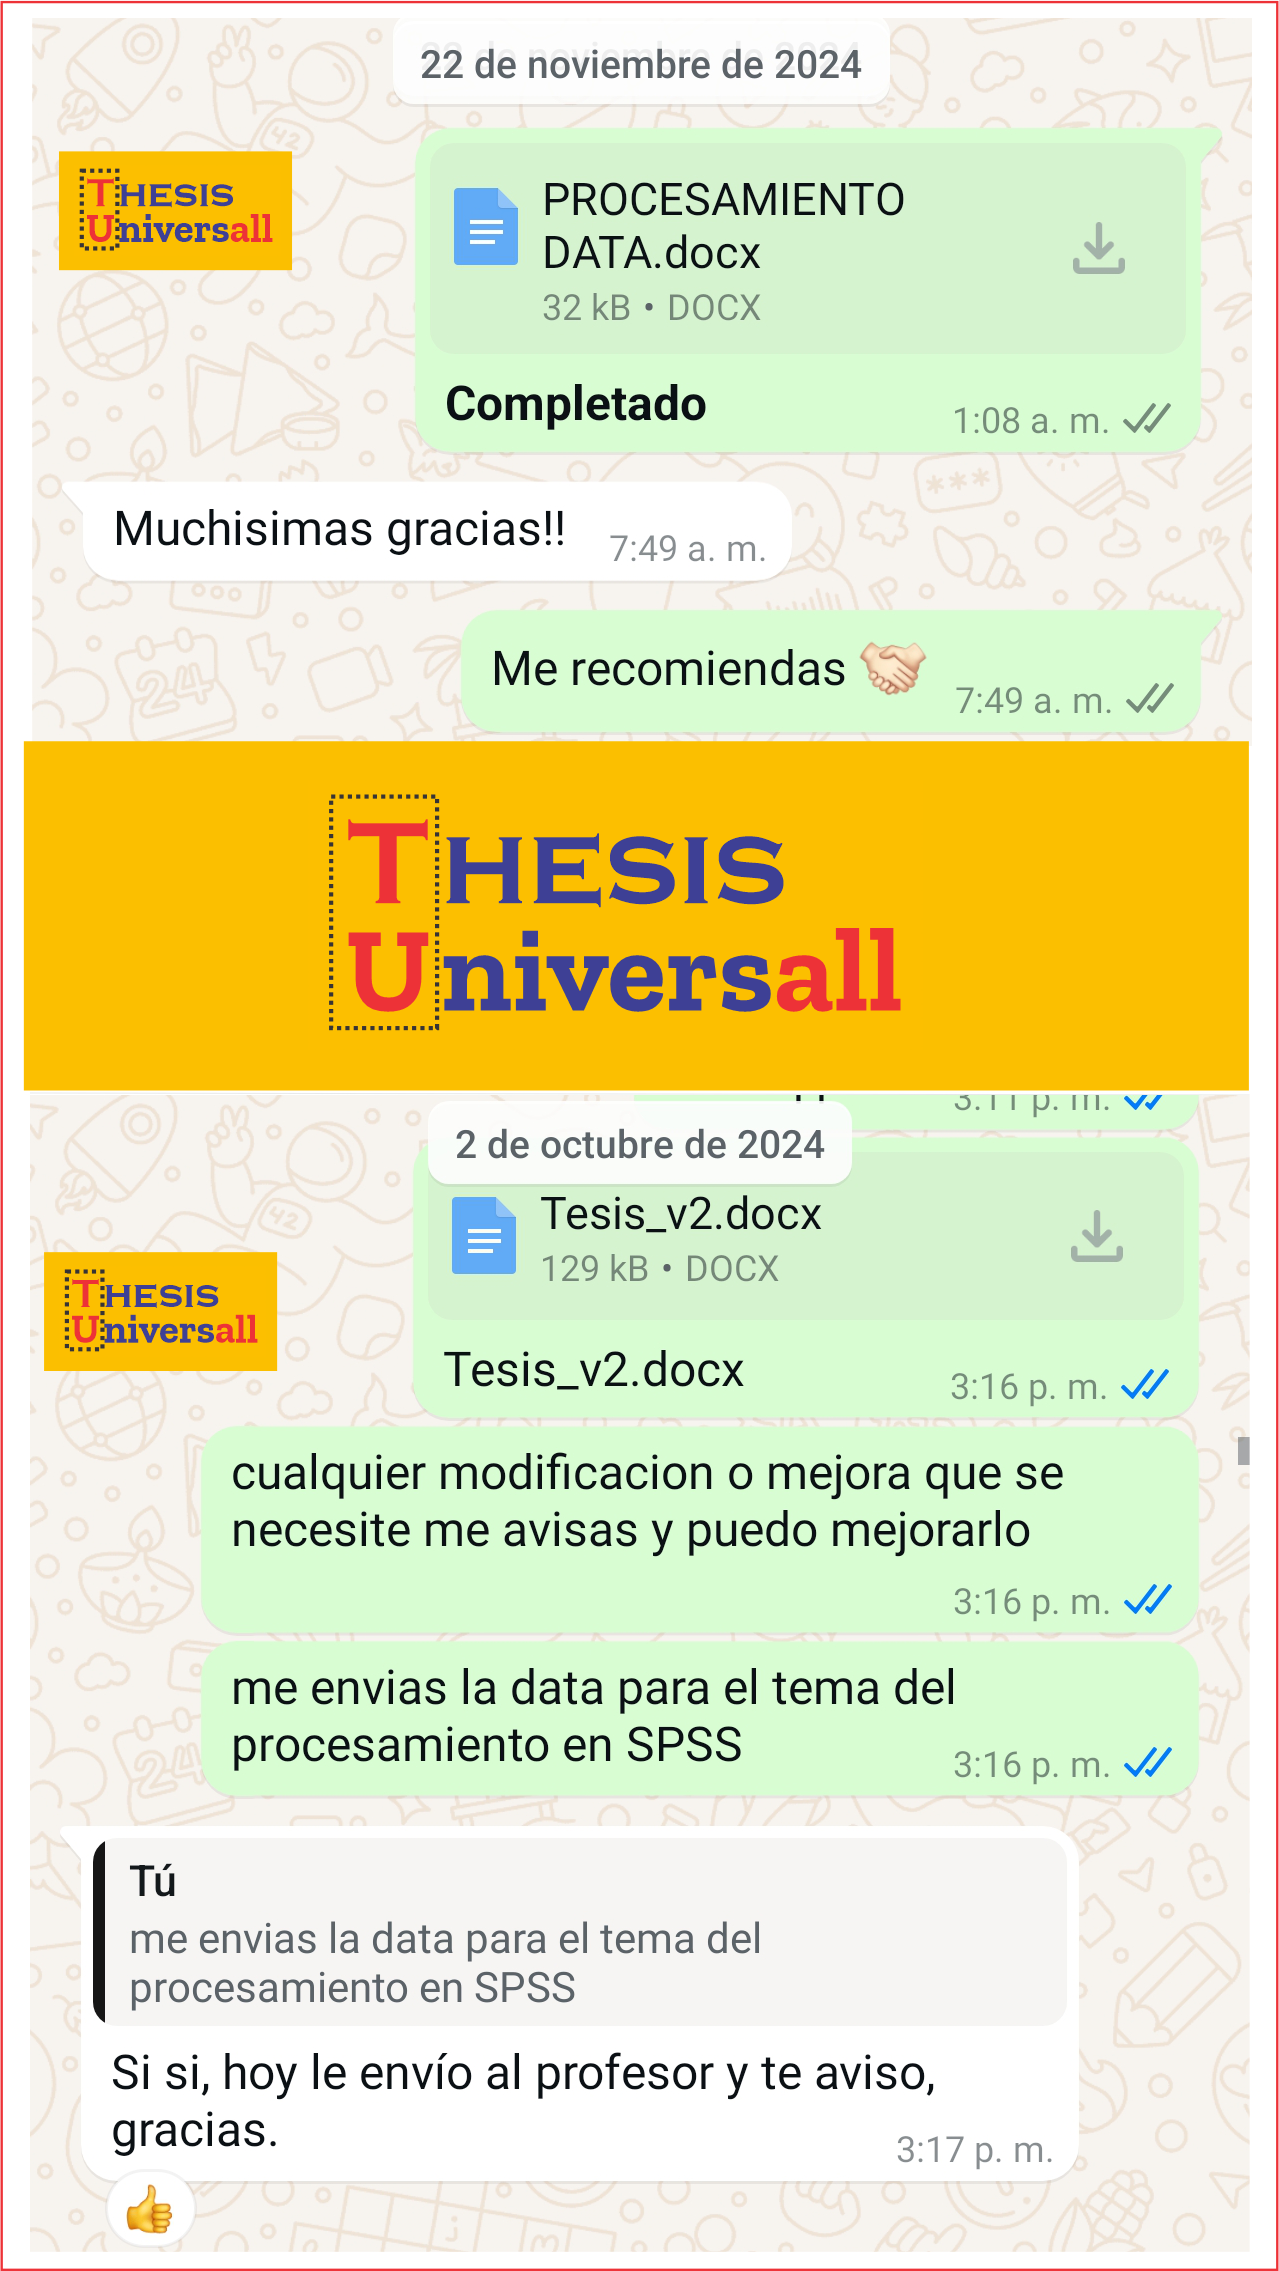 22 de noviembre de 2024
THESIS
Universall
PROCESAMIENTO
DATA.docx
32 kB • DOCX
Completado
1:08 a. m.
Muchisimas gracias!!
7:49 a. m.
Me recomiendas 🤝
7:49 a. m.
THESIS
Universall
3:11 p. m.
2 de octubre de 2024
Tesis_v2.docx
129 kB • DOCX
THESIS
Universall
Tesis_v2.docx
3:16 p. m.
cualquier modificacion o mejora que se
necesite me avisas y puedo mejorarlo
3:16 p. m.
me envias la data para el tema del
procesamiento en SPSS
3:16 p. m.
Tú
me envias la data para el tema del
procesamiento en SPSS
Si si, hoy le envío al profesor y te aviso,
gracias.
3:17 p. m.
👍